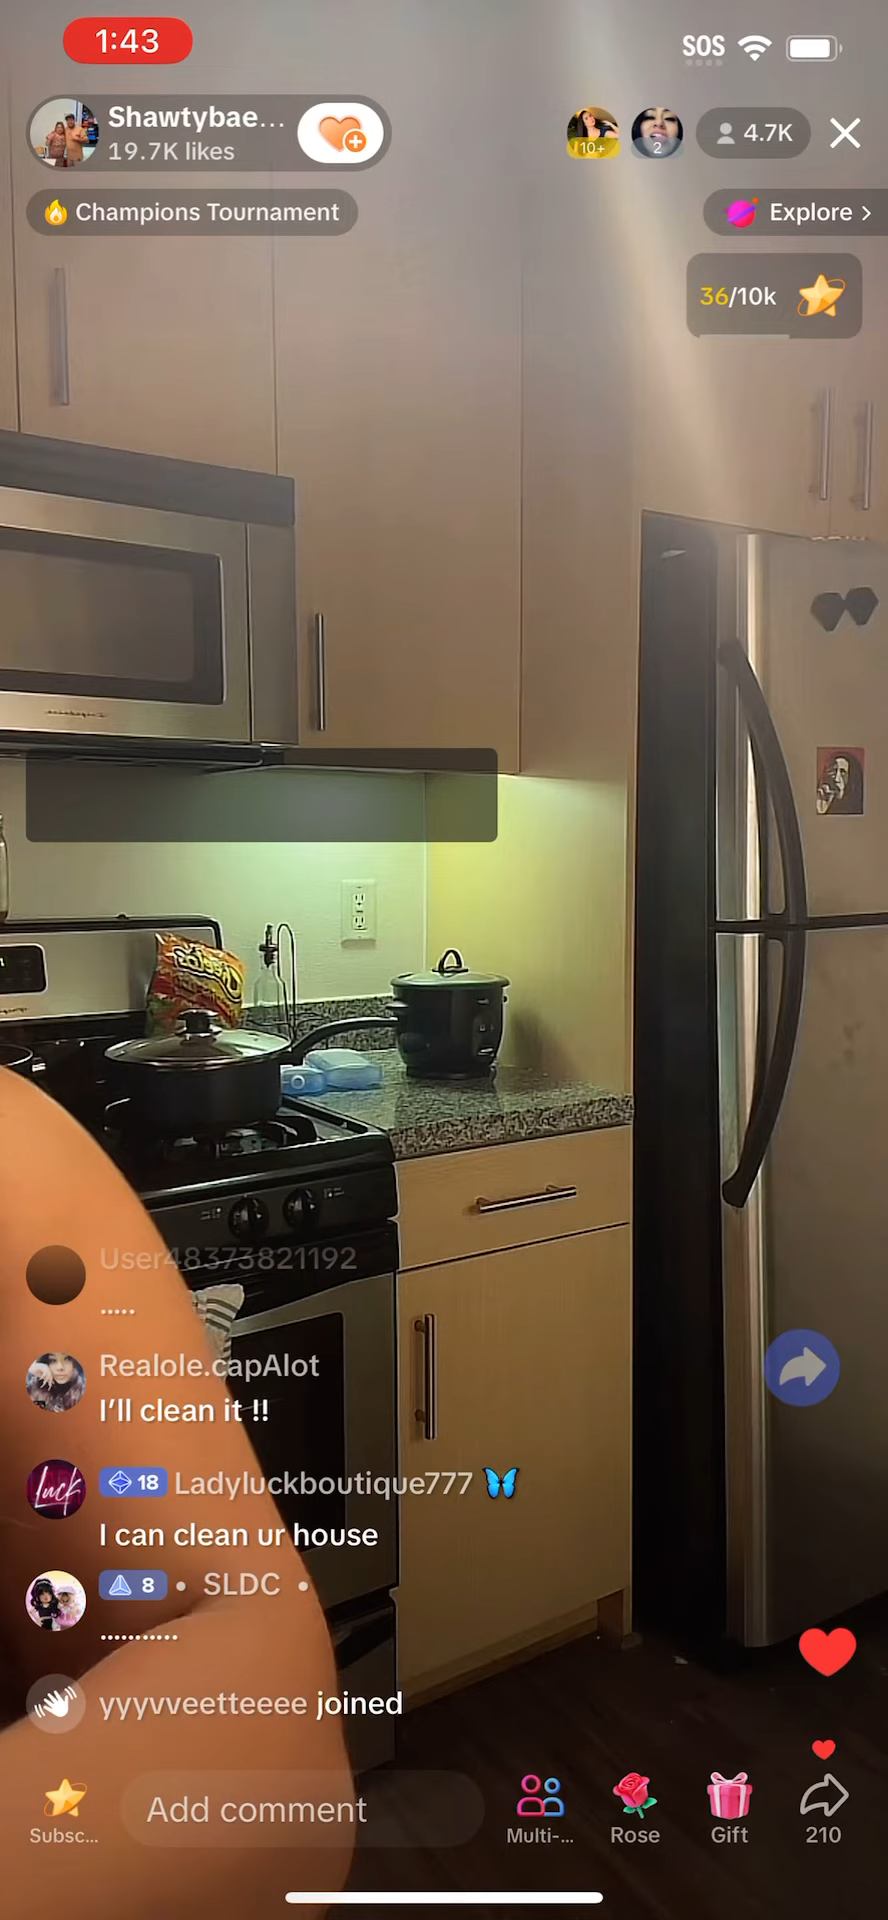 1:43
SOS
Shawtybae...
19.7K likes
10+
2
4.7K
Champions Tournament
Explore >
36/10k
User48373821192
.....
Realole.capAlot
I'll clean it !!
Luck
18 Ladyluckboutique777 🦋
I can clean ur house
8 • SLDC •
...........
yyyvveetteeee joined
Subsc...
Add comment
Multi-...
Rose
Gift
210